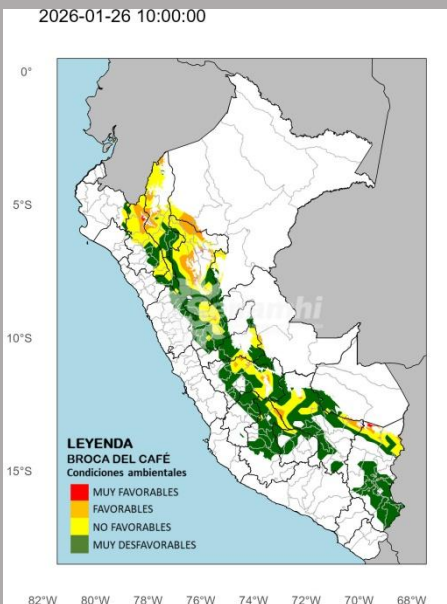 2026-01-26 10:00:00
0°
5°S
10°S
15°S
senamhi
LEYENDA
BROCA DEL CAFÉ
Condiciones ambientales
MUY FAVORABLES
FAVORABLES
NO FAVORABLES
MUY DESFAVORABLES
82°W 80°W 78°W 76°W 74°W 72°W 70°W 68°W